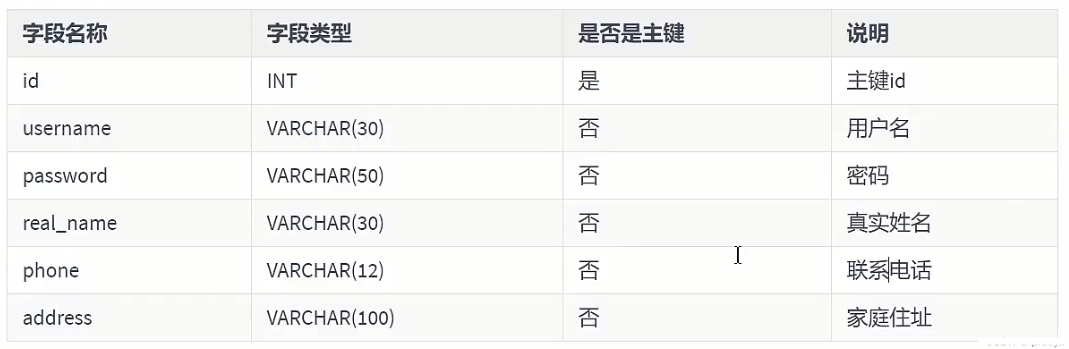 字段名称 字段类型 是否是主键 说明
id INT 是 主键id
username VARCHAR(30) 否 用户名
password VARCHAR(50) 否 密码
real_name VARCHAR(30) 否 真实姓名
phone VARCHAR(12) 否 联系电话
address VARCHAR(100) 否 家庭住址